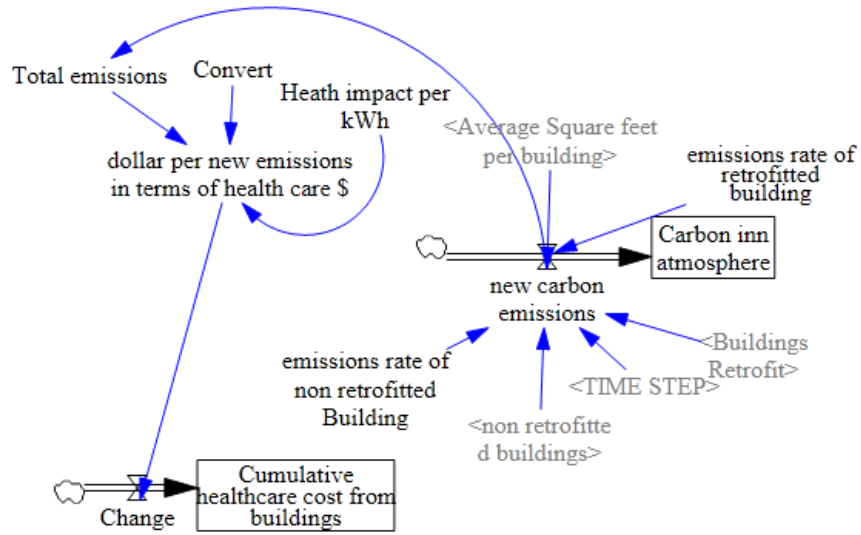 Total emissions
Convert
Heath impact per
kWh
<Average Square feet
per building>
emissions rate of
retrofitted
building
dollar per new emissions
in terms of health care $
Carbon inn
atmosphere
new carbon
emissions
emissions rate of
non retrofitted
Building
<Buildings
Retrofit>
<TIME STEP>
<non retrofitte
d buildings>
Cumulative
healthcare cost from
buildings
Change